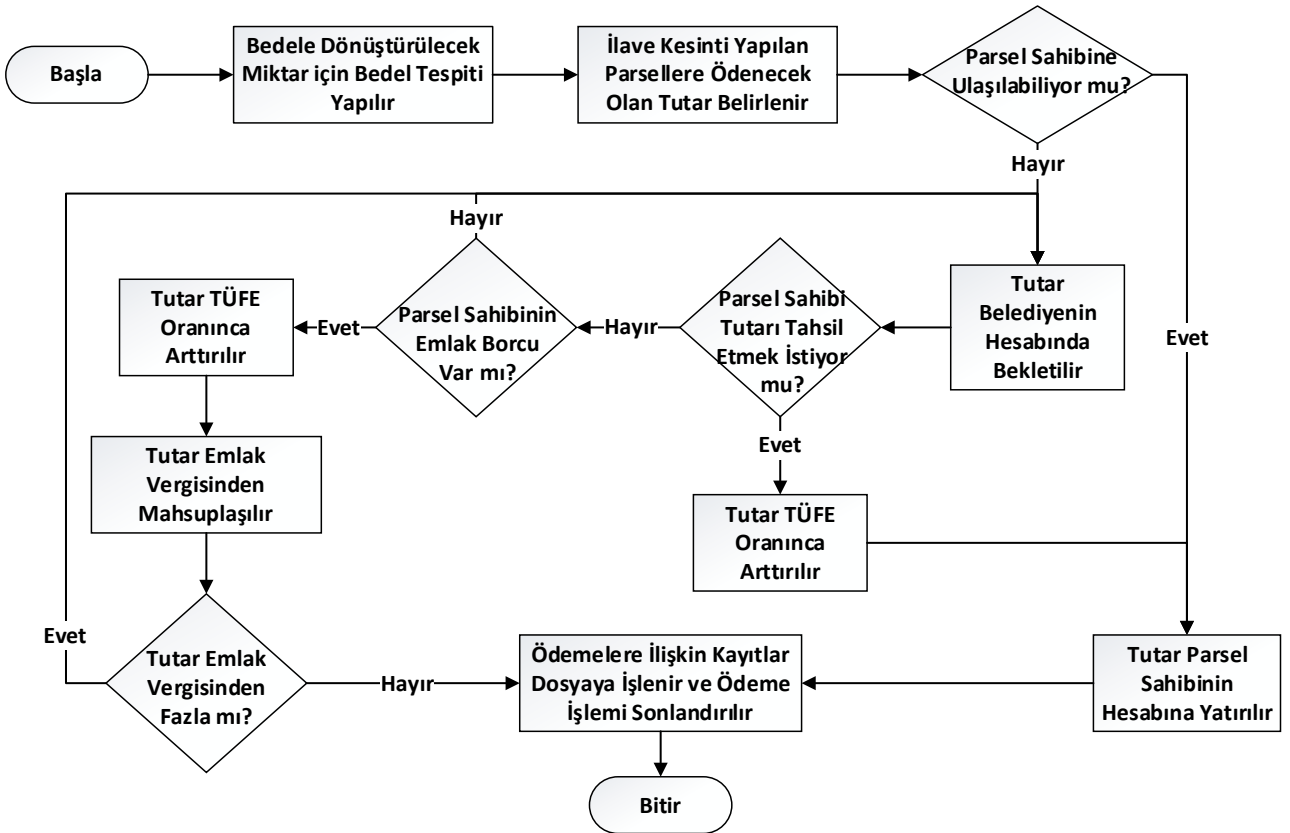 Başla
Bedele Dönüştürülecek
Miktar için Bedel Tespiti
Yapılır
İlave Kesinti Yapılan
Parsellere Ödenecek
Olan Tutar Belirlenir
Parsel Sahibine
Ulaşılabiliyor mu?
Hayır
Evet
Tutar
Belediyenin
Hesabında
Bekletilir
Parsel Sahibi
Tutarı Tahsil
Etmek İstiyor
mu?
Hayır
Evet
Parsel Sahibinin
Emlak Borcu
Var mı?
Hayır
Evet
Tutar TÜFE
Oranınca
Arttırılır
Tutar Emlak
Vergisinden
Mahsuplaşılır
Tutar TÜFE
Oranınca
Arttırılır
Tutar Emlak
Vergisinden
Fazla mı?
Evet
Hayır
Ödemelere İlişkin Kayıtlar
Dosyaya İşlenir ve Ödeme
İşlemi Sonlandırılır
Tutar Parsel
Sahibinin
Hesabına Yatırılır
Bitir